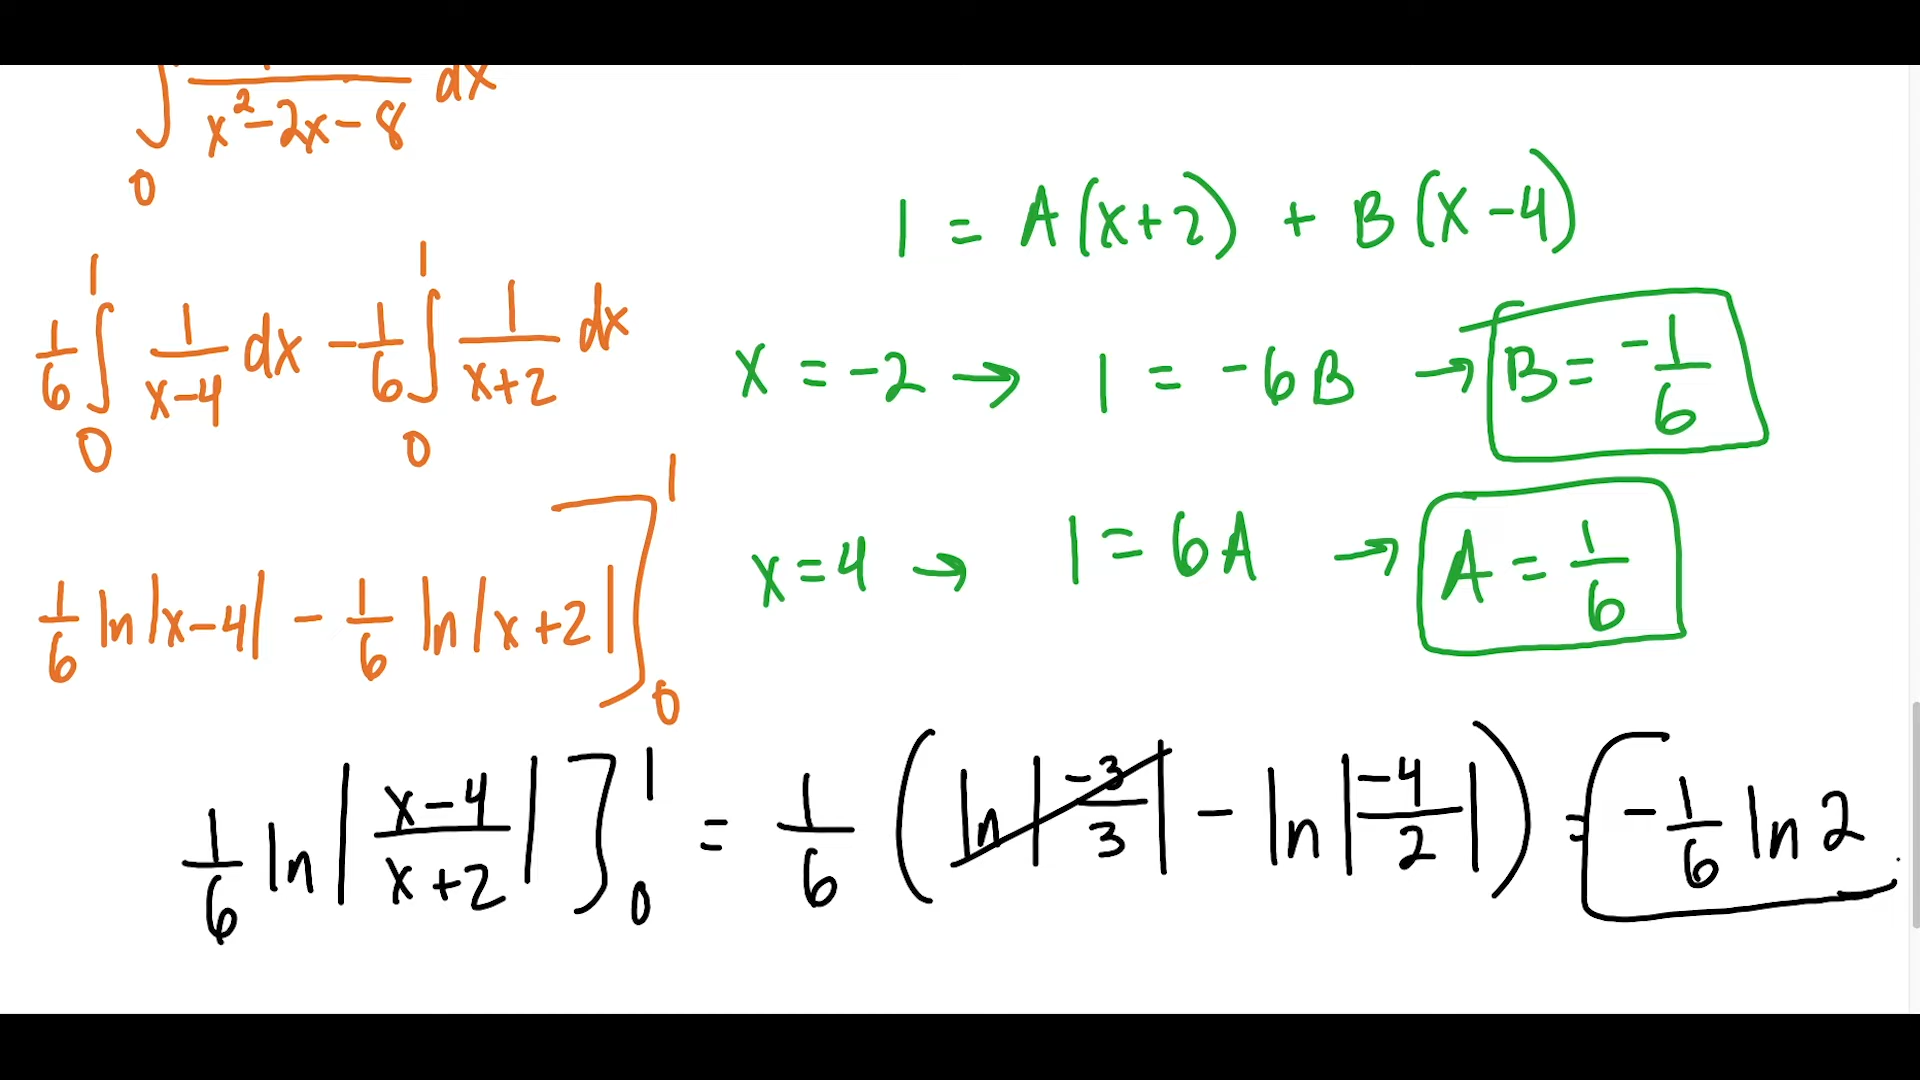 ∫ 1/(x²-2x-8) dx
0
1 = A(x+2) + B(x-4)
1/6 ∫₀¹ 1/(x-4) dx - 1/6 ∫₀¹ 1/(x+2) dx
x = -2 → 1 = -6B → B = -1/6
x = 4 → 1 = 6A → A = 1/6
1/6 ln|x-4| - 1/6 ln|x+2| ]₀¹
1/6 ln|(x-4)/(x+2)| ]₀¹ = 1/6 (ln|-3/3| - ln|-4/2|) = -1/6 ln 2